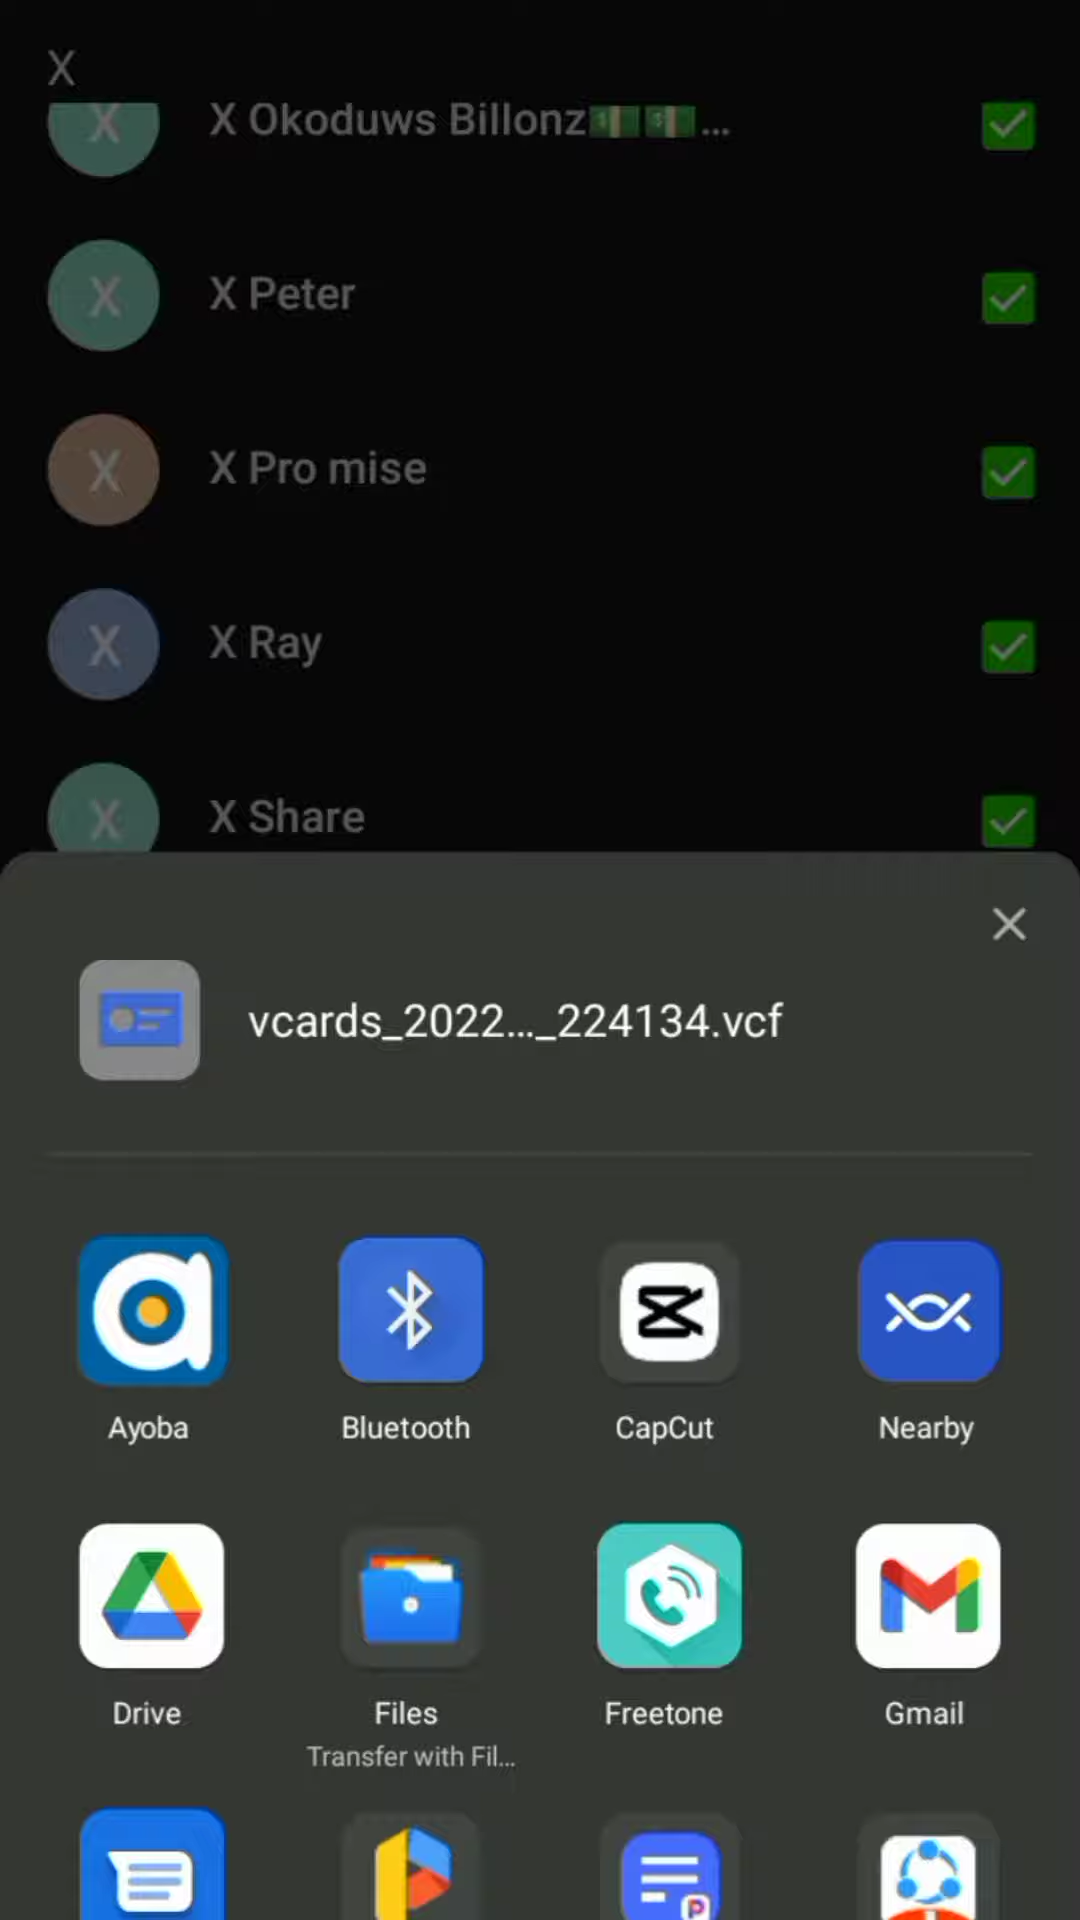 X
X
X Okoduws Billonz💵💵...
X
X Peter
X
X Pro mise
X
X Ray
X
X Share
vcards_2022..._224134.vcf
Ayoba
Bluetooth
CapCut
Nearby
Drive
Files
Freetone
Gmail
Transfer with Fil...